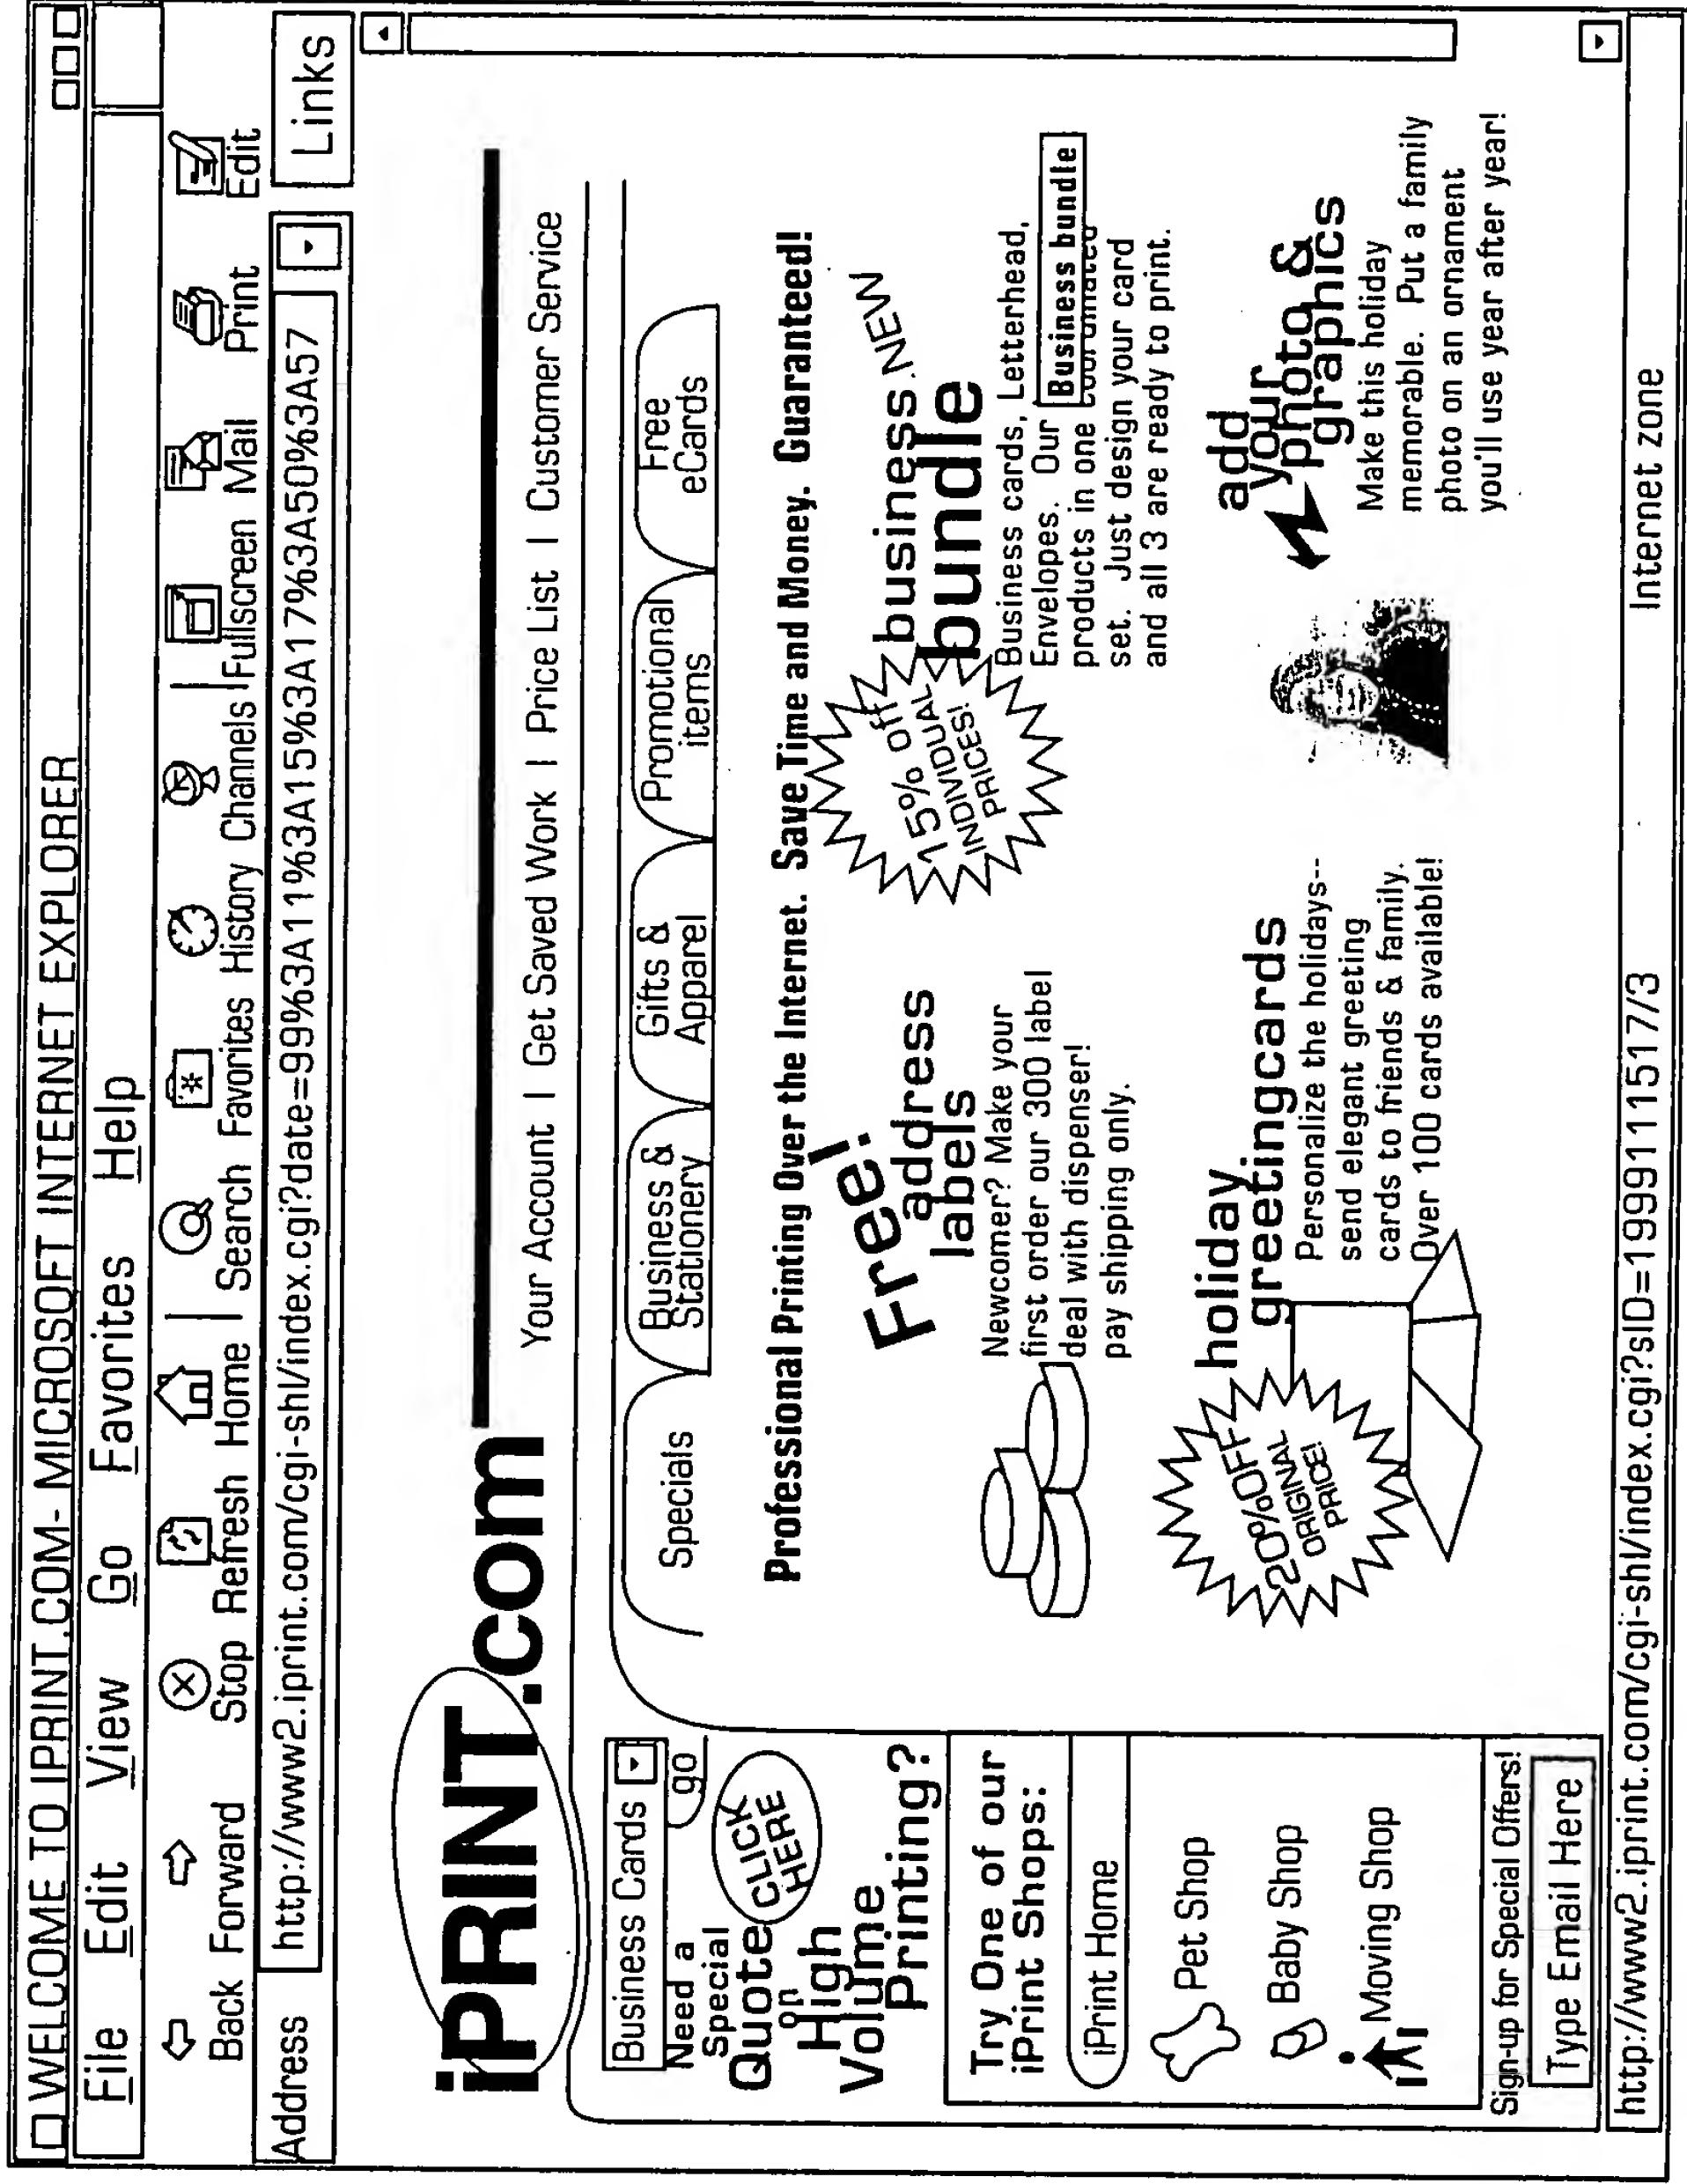 WELCOME TO IPRINT.COM- MICROSOFT INTERNET EXPLORER
File Edit View Go Favorites Help
Back Forward Stop Refresh Home | Search Favorites History Channels | Fullscreen Mail Print Edit
Address http://www2.iprint.com/cgi-shl/index.cgi?date=99%3A11%3A15%3A17%3A50%3A57 Links
iPRINT.com
Your Account | Get Saved Work | Price List | Customer Service
Business Cards
go
Need a
Special
Quote
on
High
Volume
Printing?
CLICK
HERE
Try One of our
iPrint Shops:
iPrint Home
Pet Shop
Baby Shop
Moving Shop
Sign-up for Special Offers!
Type Email Here
Specials
Business &
Stationery
Gifts &
Apparel
Promotional
items
Free
eCards
Professional Printing Over the Internet. Save Time and Money. Guaranteed!
Free!
address
labels
Newcomer? Make your
first order our 300 label
deal with dispenser!
pay shipping only.
15% Off
INDIVIDUAL
PRICES!
business NEW
bundle
Business cards, Letterhead,
Envelopes. Our Business bundle
products in one coordinated
set. Just design your card
and all 3 are ready to print.
20%OFF
ORIGINAL
PRICE!
holiday
greetingcards
Personalize the holidays--
send elegant greeting
cards to friends & family.
Over 100 cards available!
add
your
photo &
graphics
Make this holiday
memorable. Put a family
photo on an ornament
you'll use year after year!
http://www2.iprint.com/cgi-shl/index.cgi?sID=1999111517/3 Internet zone